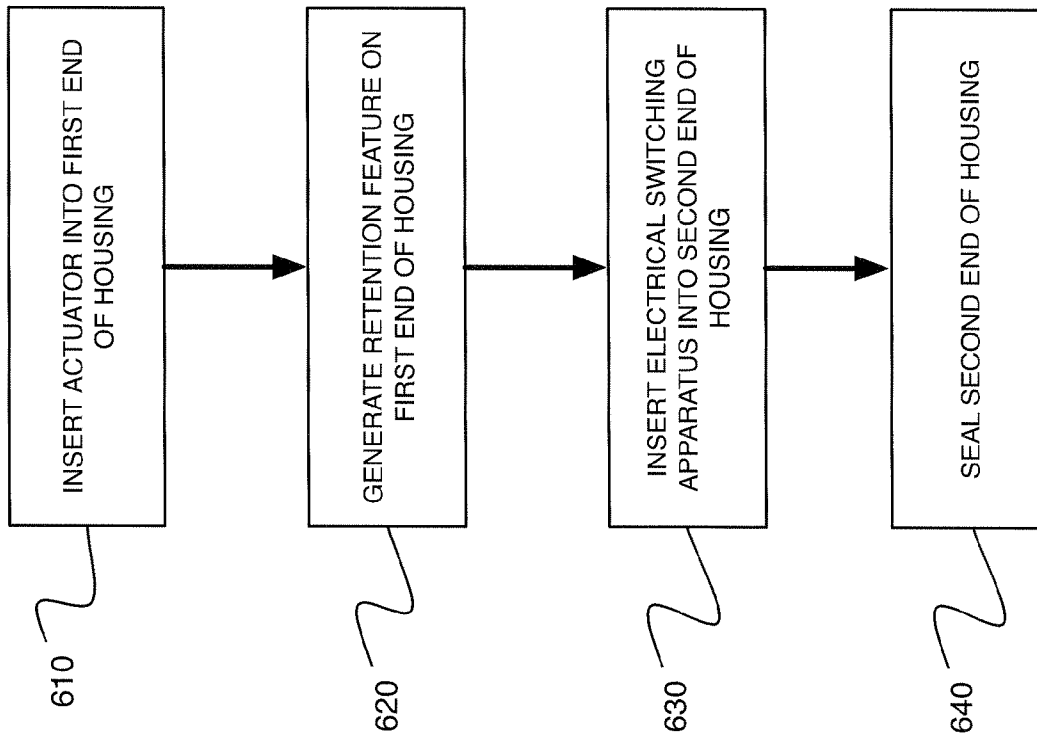 610
INSERT ACTUATOR INTO FIRST END
OF HOUSING
620
GENERATE RETENTION FEATURE ON
FIRST END OF HOUSING
630
INSERT ELECTRICAL SWITCHING
APPARATUS INTO SECOND END OF
HOUSING
640
SEAL SECOND END OF HOUSING